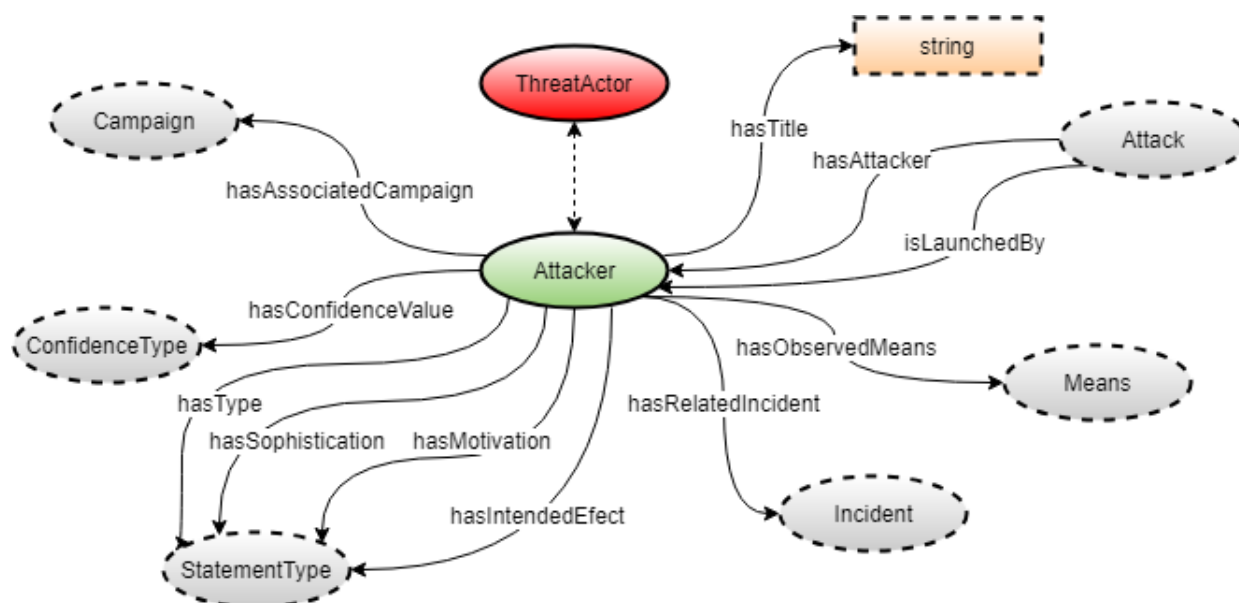 string
ThreatActor
Campaign
hasTitle
Attack
hasAttacker
hasAssociatedCampaign
isLaunchedBy
Attacker
hasConfidenceValue
ConfidenceType
hasObservedMeans
Means
hasType
hasRelatedIncident
hasSophistication
hasMotivation
hasIntendedEfect
Incident
StatementType